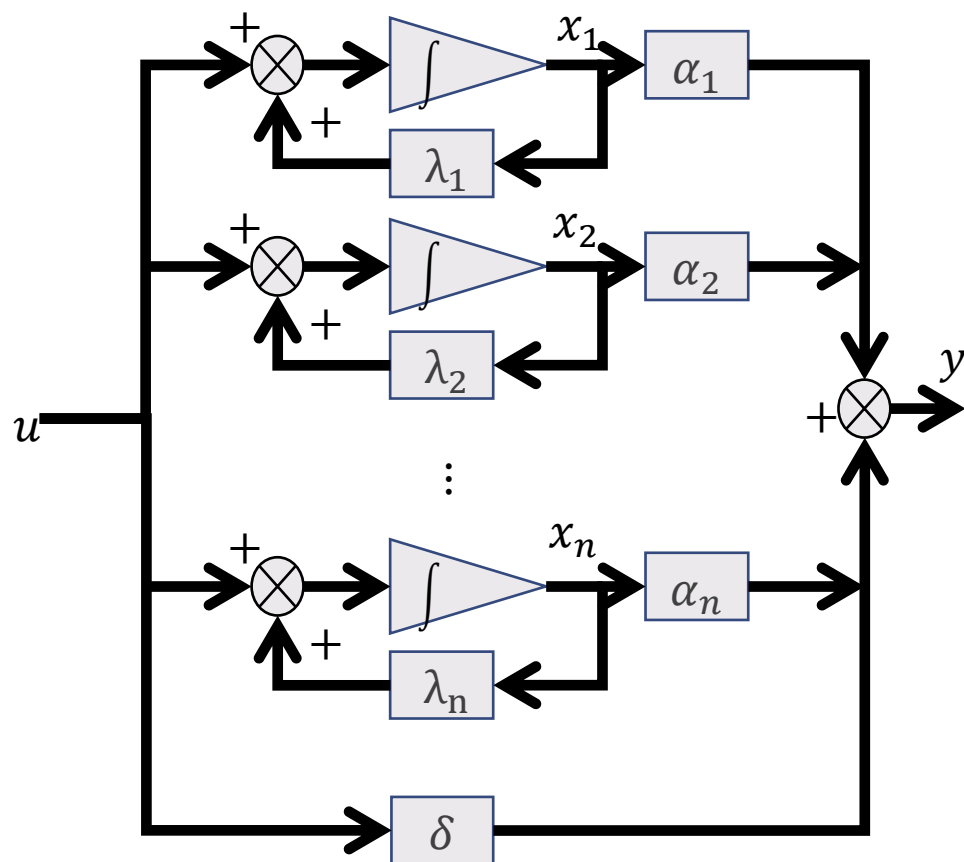 + ∫ x₁ α₁
+ λ₁
+ ∫ x₂ α₂
+ λ₂
y
+
u
⋮
+ ∫ xₙ αₙ
+ λₙ
δ